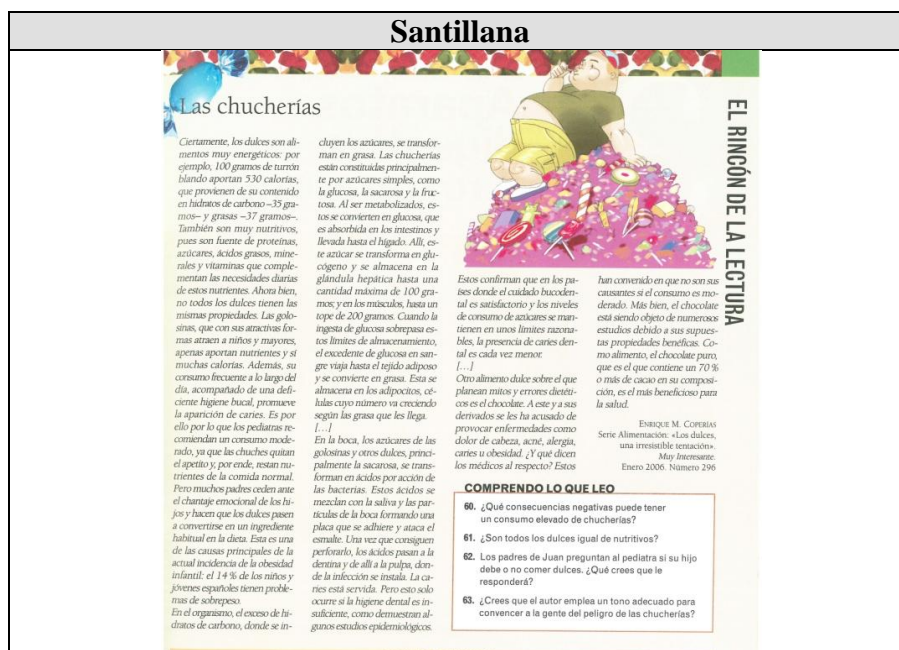 Santillana
Las chucherías
Ciertamente, los dulces son ali-
mentos muy energéticos: por
ejemplo, 100 gramos de turrón
blando aportan 530 calorías,
que provienen de su contenido
en hidratos de carbono –35 gra-
mos– y grasas –37 gramos–.
También son muy nutritivos,
pues son fuente de proteínas,
azúcares, ácidos grasos, mine-
rales y vitaminas que comple-
mentan las necesidades diarias
de estos nutrientes. Ahora bien,
no todos los dulces tienen las
mismas propiedades. Las golo-
sinas, que con sus atractivas for-
mas atraen a niños y mayores,
apenas aportan nutrientes y sí
muchas calorías. Además, su
consumo frecuente a lo largo del
día, acompañado de una defi-
ciente higiene bucal, promueve
la aparición de caries. Es por
ello por lo que los pediatras re-
comiendan un consumo mode-
rado, ya que las chuches quitan
el apetito y, por ende, restan nu-
trientes de la comida normal.
Pero muchos padres ceden ante
el chantaje emocional de los hi-
jos y hacen que los dulces pasen
a convertirse en un ingrediente
habitual en la dieta. Esta es una
de las causas principales de la
actual incidencia de la obesidad
infantil: el 14 % de los niños y
jóvenes españoles tienen proble-
mas de sobrepeso.
En el organismo, el exceso de hi-
dratos de carbono, donde se in-
cluyen los azúcares, se transfor-
man en grasa. Las chucherías
están constituidas principalmen-
te por azúcares simples, como
la glucosa, la sacarosa y la fruc-
tosa. Al ser metabolizados, es-
tos se convierten en glucosa, que
es absorbida en los intestinos y
llevada hasta el hígado. Allí, es-
te azúcar se transforma en glu-
cógeno y se almacena en la
glándula hepática hasta una
cantidad máxima de 100 gra-
mos; y en los músculos, hasta un
tope de 200 gramos. Cuando la
ingesta de glucosa sobrepasa es-
tos límites de almacenamiento,
el excedente de glucosa en san-
gre viaja hasta el tejido adiposo
y se convierte en grasa. Esta se
almacena en los adipocitos, cé-
lulas cuyo número va creciendo
según las grasa que les llega.
[...]
En la boca, los azúcares de las
golosinas y otros dulces, princi-
palmente la sacarosa, se trans-
forman en ácidos por acción de
las bacterias. Estos ácidos se
mezclan con la saliva y las par-
tículas de la boca formando una
placa que se adhiere y ataca el
esmalte. Una vez que consiguen
perforarlo, los ácidos pasan a la
dentina y de allí a la pulpa, don-
de la infección se instala. La ca-
ries está servida. Pero esto solo
ocurre si la higiene dental es in-
suficiente, como demuestran al-
gunos estudios epidemiológicos.
Estos confirman que en los paí-
ses donde el cuidado bucoden-
tal es satisfactorio y los niveles
de consumo de azúcares se man-
tienen en unos límites razona-
bles, la presencia de caries den-
tal es cada vez menor.
[...]
Otro alimento dulce sobre el que
planean mitos y errores dietéti-
cos es el chocolate. A este y a sus
derivados se les ha acusado de
provocar enfermedades como
dolor de cabeza, acné, alergia,
caries u obesidad. ¿Y qué dicen
los médicos al respecto? Estos
han convenido en que no son sus
causantes si el consumo es mo-
derado. Más bien, el chocolate
está siendo objeto de numerosos
estudios debido a sus supues-
tas propiedades benéficas. Co-
mo alimento, el chocolate puro,
que es el que contiene un 70 %
o más de cacao en su composi-
ción, es el más beneficioso para
la salud.
ENRIQUE M. COPERÍAS
Serie Alimentación: «Los dulces,
una irresistible tentación».
Muy Interesante.
Enero 2006. Número 296
EL RINCÓN DE LA LECTURA
COMPRENDO LO QUE LEO
60. ¿Qué consecuencias negativas puede tener
un consumo elevado de chucherías?
61. ¿Son todos los dulces igual de nutritivos?
62. Los padres de Juan preguntan al pediatra si su hijo
debe o no comer dulces. ¿Qué crees que le
responderá?
63. ¿Crees que el autor emplea un tono adecuado para
convencer a la gente del peligro de las chucherías?